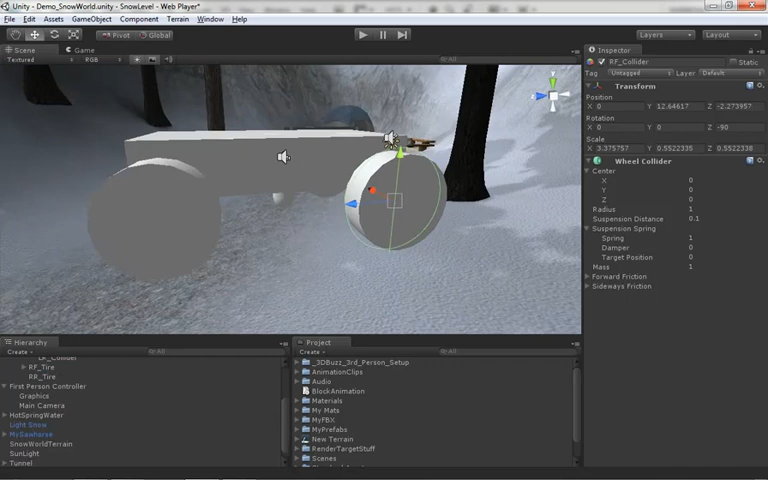 Unity - Demo_SnowWorld.unity - SnowLevel - Web Player*
File Edit Assets GameObject Component Terrain Window Help
Pivot Global Layers Layout
Scene Game
Textured RGB All
Inspector
RF_Collider Static
Tag Untagged Layer Default
Transform
Position
X 0 Y 12.64617 Z -2.273957
Rotation
X 0 Y 0 Z -90
Scale
X 3.375757 Y 0.5522335 Z 0.5522338
Wheel Collider
Center
X 0
Y 0
Z 0
Radius 1
Suspension Distance 0.1
Suspension Spring
Spring 1
Damper 0
Target Position 0
Mass 1
Forward Friction
Sideways Friction
Hierarchy
Create All
LR_Collider
RF_Tire
RR_Tire
First Person Controller
Graphics
Main Camera
HotSpringWater
Light Snow
MySawhorse
SnowWorldTerrain
SunLight
Tunnel
Project
Create All
_3DBuzz_3rd_Person_Setup
AnimationClips
Audio
BlockAnimation
Materials
My Mats
MyFBX
MyPrefabs
New Terrain
RenderTargetStuff
Scenes